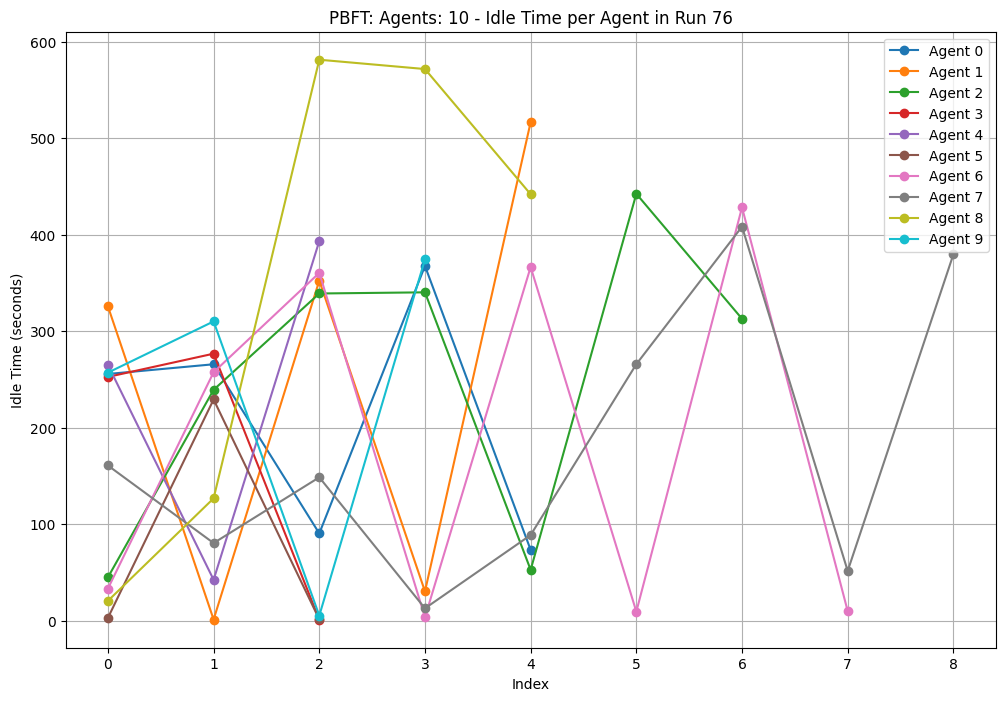 PBFT: Agents: 10 - Idle Time per Agent in Run 76
600
500
400
300
200
100
0
Idle Time (seconds)
0 1 2 3 4 5 6 7 8
Index
Agent 0
Agent 1
Agent 2
Agent 3
Agent 4
Agent 5
Agent 6
Agent 7
Agent 8
Agent 9